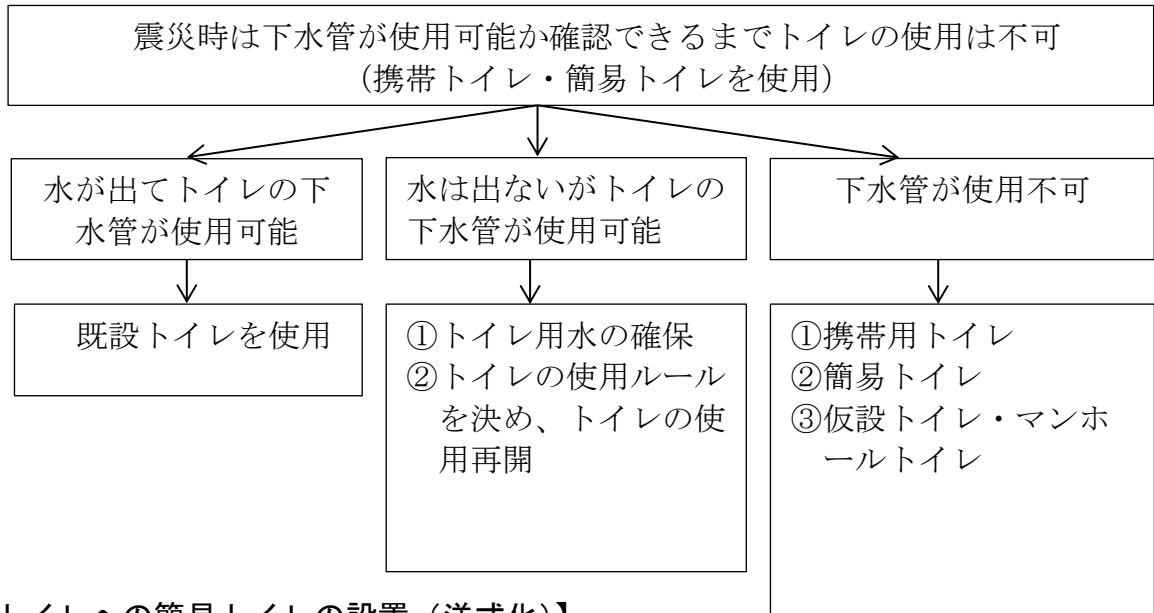 震災時は下水管が使用可能か確認できるまでトイレの使用は不可
(携帯トイレ・簡易トイレを使用)
水が出てトイレの下
水管が使用可能
水は出ないがトイレの
下水管が使用可能
下水管が使用不可
既設トイレを使用
①トイレ用水の確保
②トイレの使用ルール
を決め、トイレの使
用再開
①携帯用トイレ
②簡易トイレ
③仮設トイレ・マンホ
ールトイレ
トイレへの簡易トイレの設置(洋式化)】